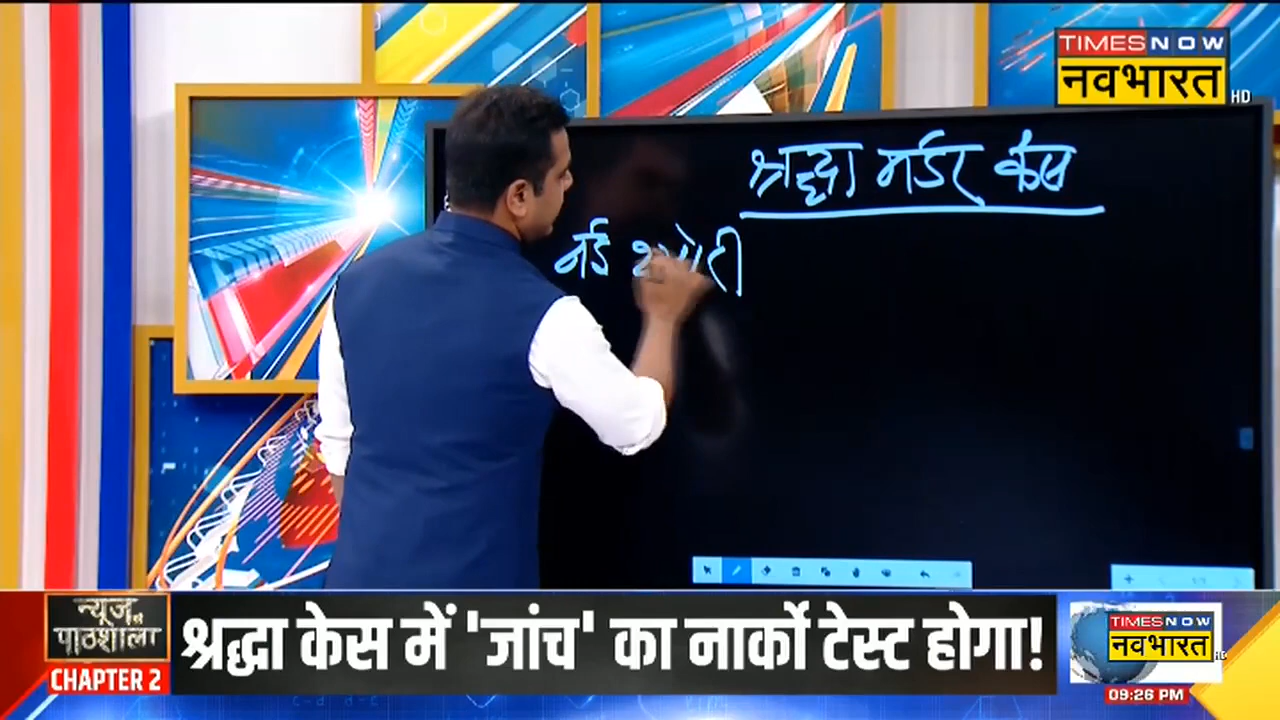 TIMES NOW
नवभारत
HD
श्रद्धा मर्डर केस
नई थ्योरी
न्यूज़ की
पाठशाला
CHAPTER 2
श्रद्धा केस में 'जांच' का नार्को टेस्ट होगा!
TIMES NOW
नवभारत
HD
09:26 PM